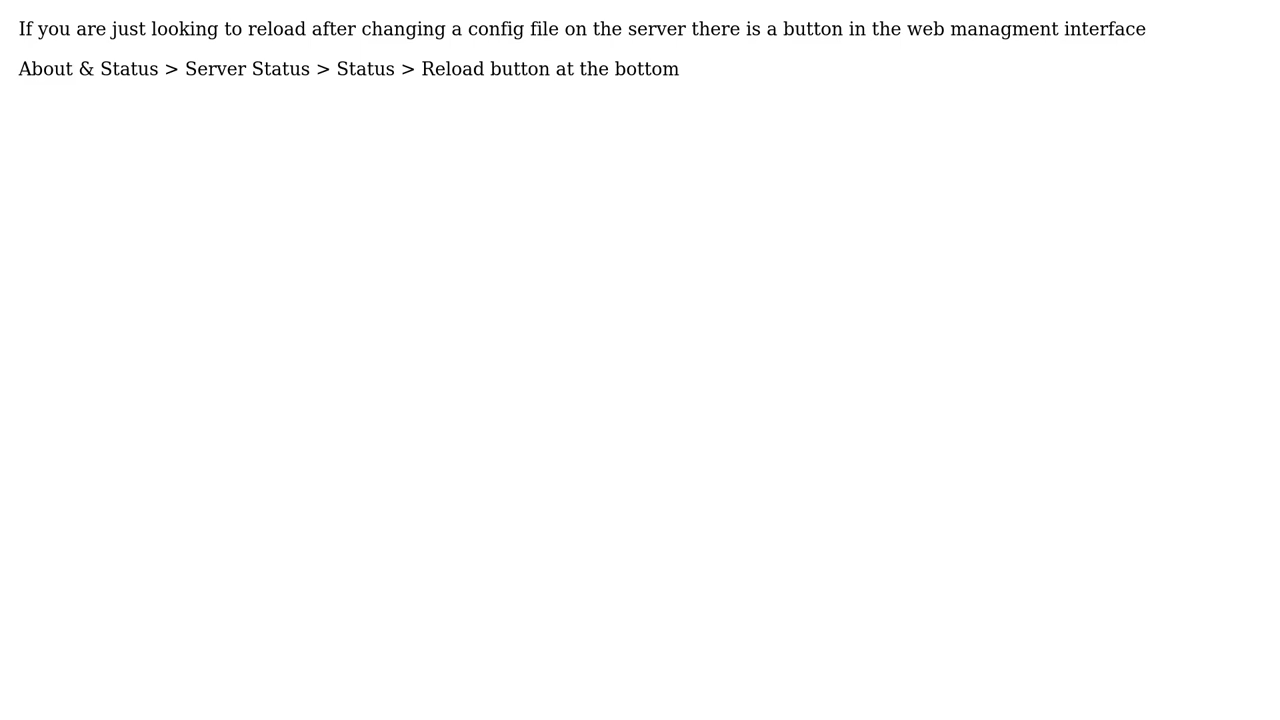 If you are just looking to reload after changing a config file on the server there is a button in the web managment interface
About & Status > Server Status > Status > Reload button at the bottom